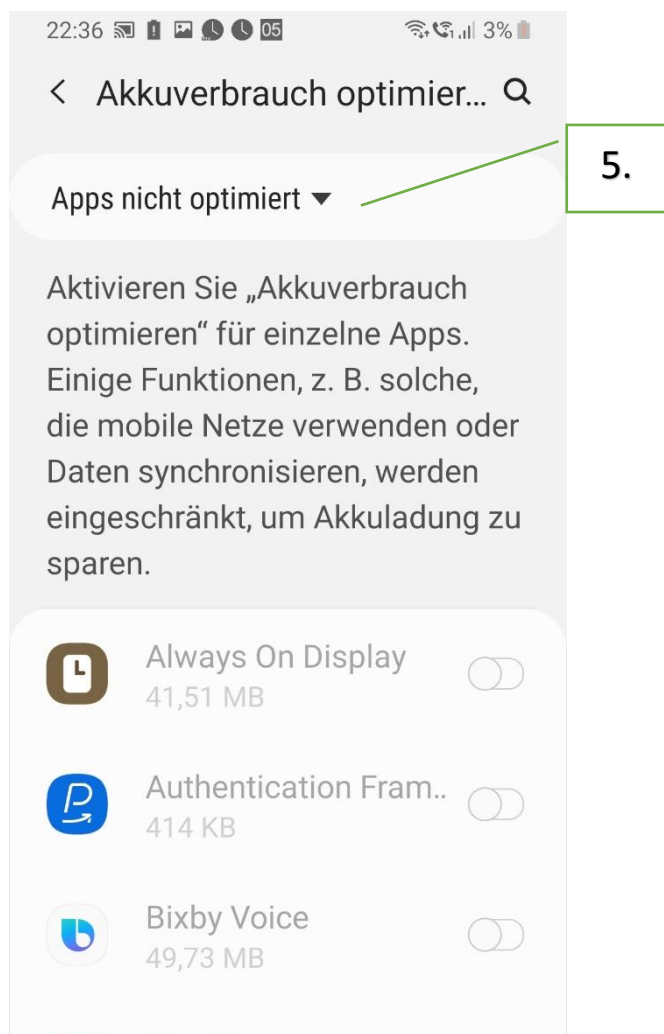 22:36 05 3%
Akkuverbrauch optimier...
5.
Apps nicht optimiert
Aktivieren Sie „Akkuverbrauch
optimieren“ für einzelne Apps.
Einige Funktionen, z. B. solche,
die mobile Netze verwenden oder
Daten synchronisieren, werden
eingeschränkt, um Akkuladung zu
sparen.
Always On Display
41,51 MB
Authentication Fram..
414 KB
Bixby Voice
49,73 MB